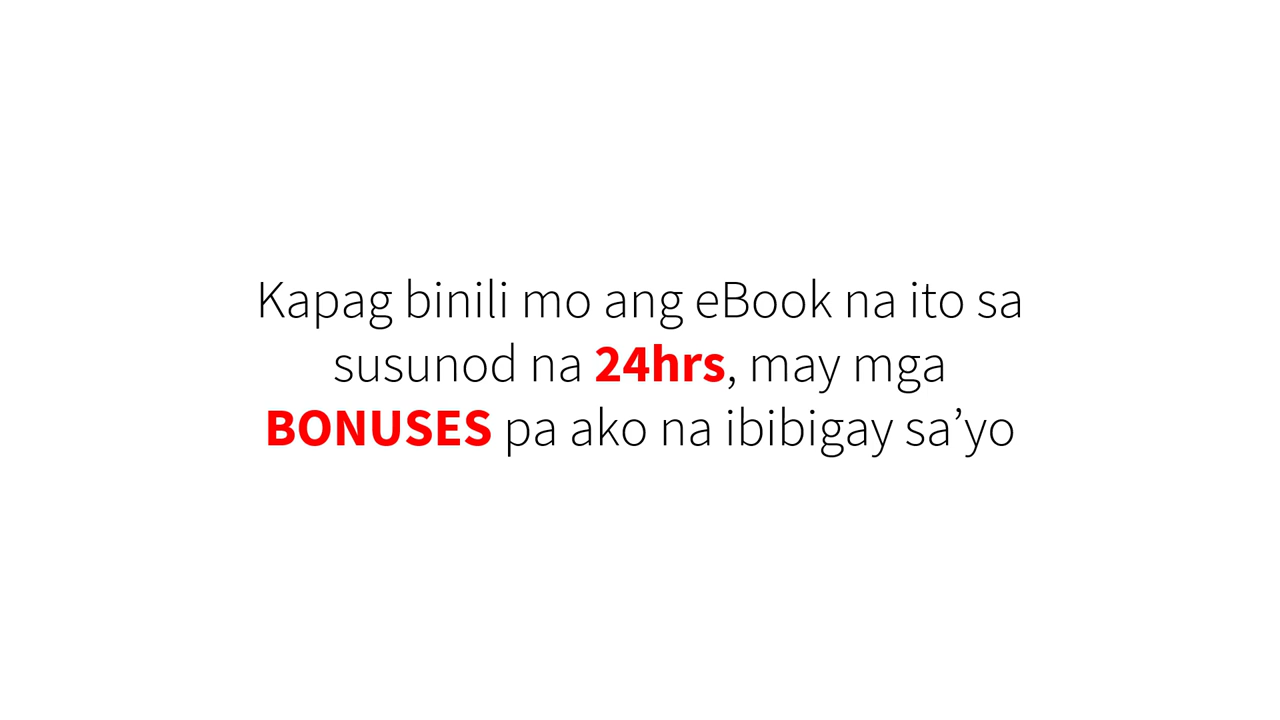 Kapag binili mo ang eBook na ito sa
susunod na 24hrs, may mga
BONUSES pa ako na ibibigay sa’yo